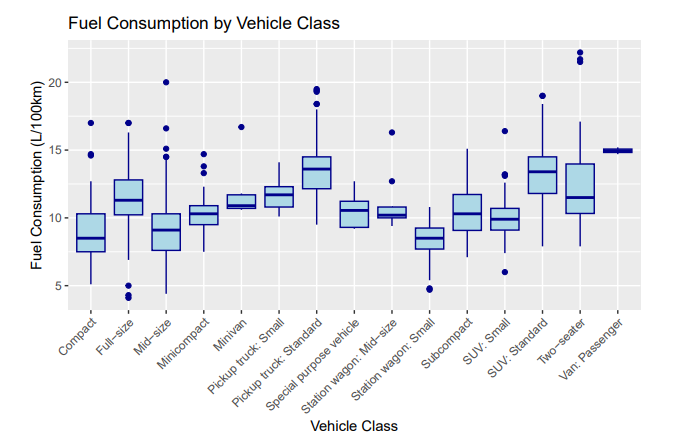 Fuel Consumption by Vehicle Class
Fuel Consumption (L/100km)
20
15
10
5
Compact
Full−size
Mid−size
Minicompact
Minivan
Pickup truck: Small
Pickup truck: Standard
Special purpose vehicle
Station wagon: Mid−size
Station wagon: Small
Subcompact
SUV: Small
SUV: Standard
Two−seater
Van: Passenger
Vehicle Class